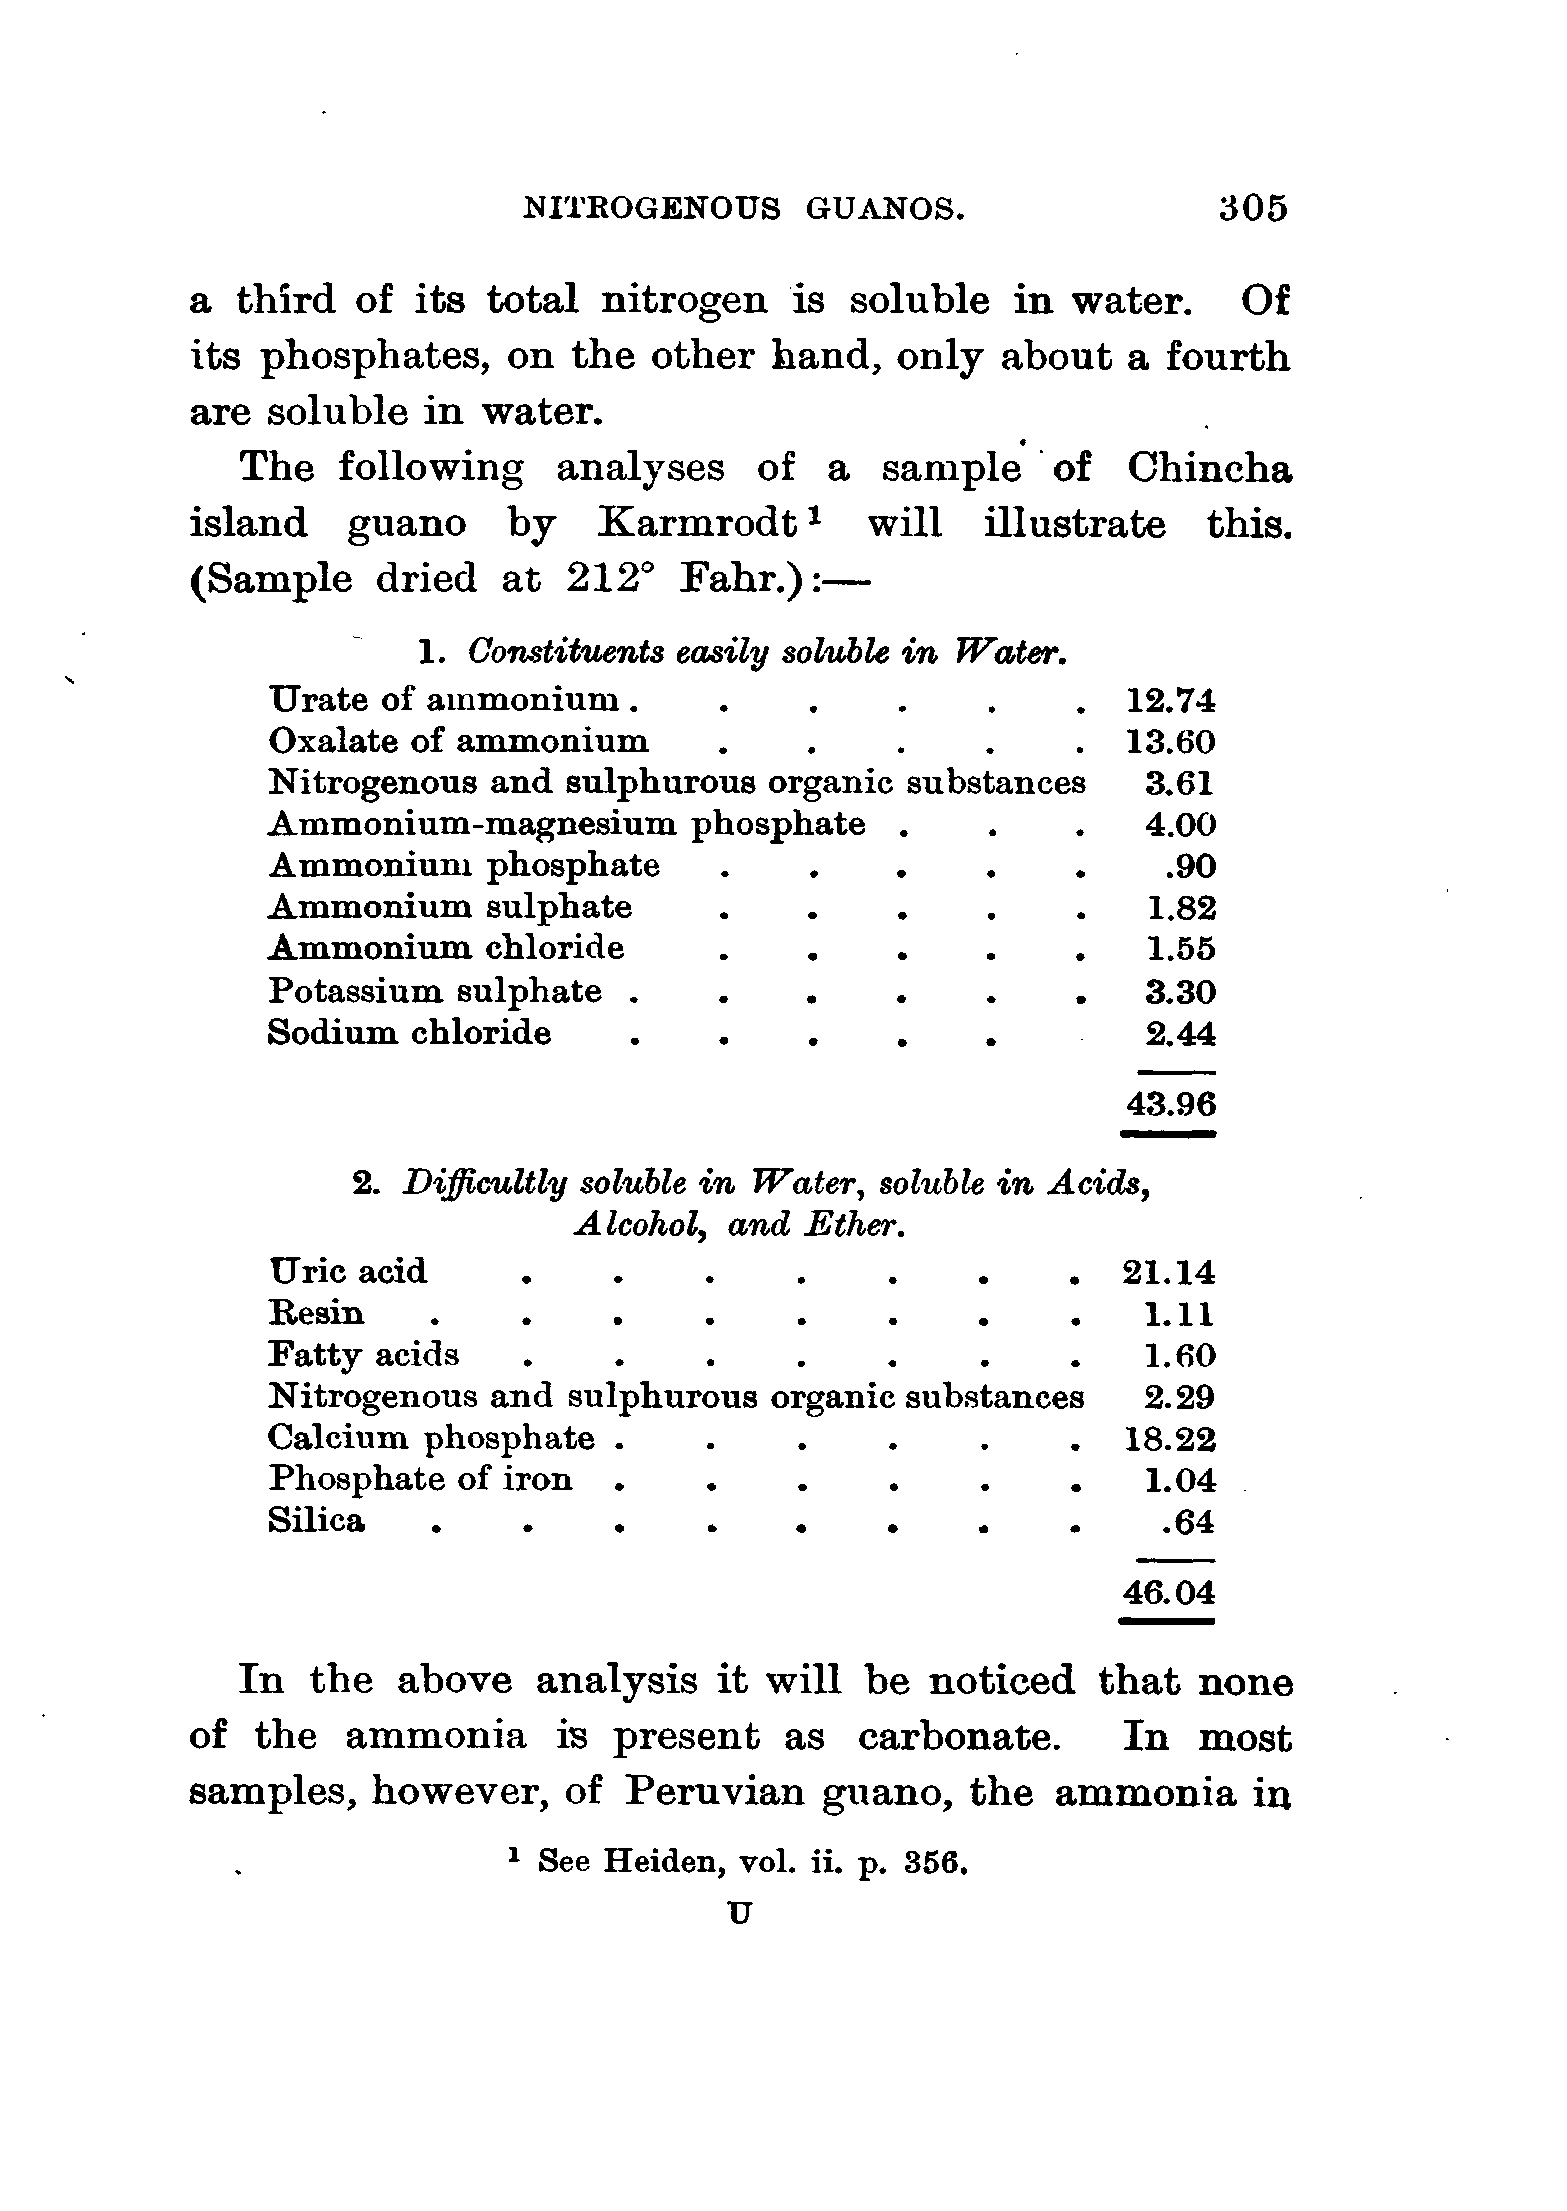 NITROGENOUS GUANOS. 305
a third of its total nitrogen is soluble in water. Of
its phosphates, on the other hand, only about a fourth
are soluble in water.
The following analyses of a sample of Chincha
island guano by Karmrodt¹ will illustrate this.
(Sample dried at 212° Fahr.):—
1. Constituents easily soluble in Water.
Urate of ammonium . . . . . . 12.74
Oxalate of ammonium . . . . . 13.60
Nitrogenous and sulphurous organic substances 3.61
Ammonium-magnesium phosphate . . . 4.00
Ammonium phosphate . . . . . .90
Ammonium sulphate . . . . . 1.82
Ammonium chloride . . . . . 1.55
Potassium sulphate . . . . . . 3.30
Sodium chloride . . . . . 2.44
43.96
2. Difficultly soluble in Water, soluble in Acids,
Alcohol, and Ether.
Uric acid . . . . . . . 21.14
Resin . . . . . . . . 1.11
Fatty acids . . . . . . . 1.60
Nitrogenous and sulphurous organic substances 2.29
Calcium phosphate . . . . . . 18.22
Phosphate of iron . . . . . . 1.04
Silica . . . . . . . . .64
46.04
In the above analysis it will be noticed that none
of the ammonia is present as carbonate. In most
samples, however, of Peruvian guano, the ammonia in
¹ See Heiden, vol. ii. p. 356.
U